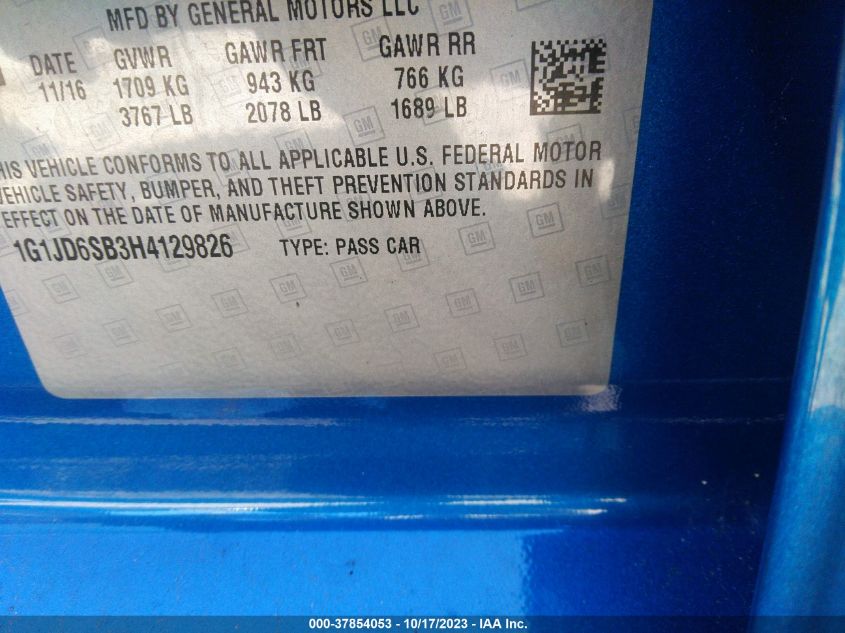 MFD BY GENERAL MOTORS LLC
DATE GVWR GAWR FRT GAWR RR
11/16 1709 KG 943 KG 766 KG
3767 LB 2078 LB 1689 LB
HIS VEHICLE CONFORMS TO ALL APPLICABLE U.S. FEDERAL MOTOR
VEHICLE SAFETY, BUMPER, AND THEFT PREVENTION STANDARDS IN
EFFECT ON THE DATE OF MANUFACTURE SHOWN ABOVE.
1G1JD6SB3H4129826 TYPE: PASS CAR
000-37854053 - 10/17/2023 - IAA Inc.